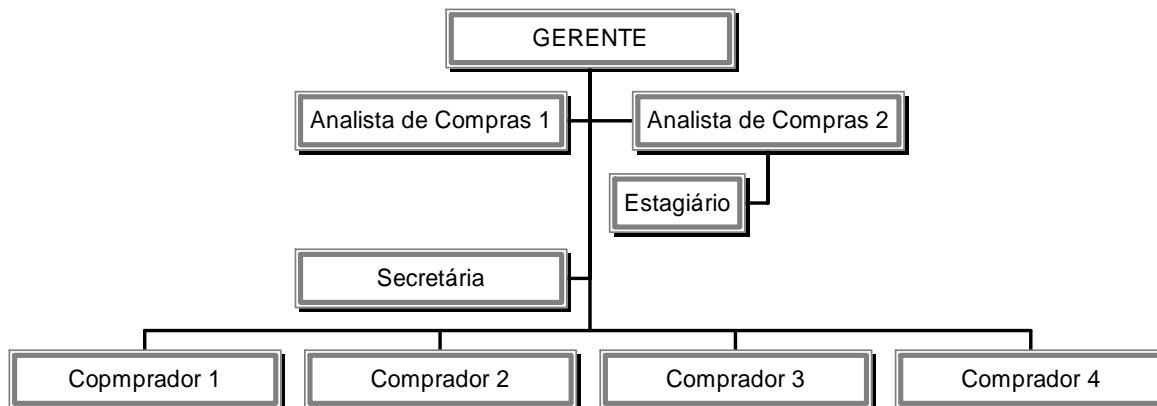 GERENTE
Analista de Compras 1
Analista de Compras 2
Estagiário
Secretária
Copmprador 1
Comprador 2
Comprador 3
Comprador 4